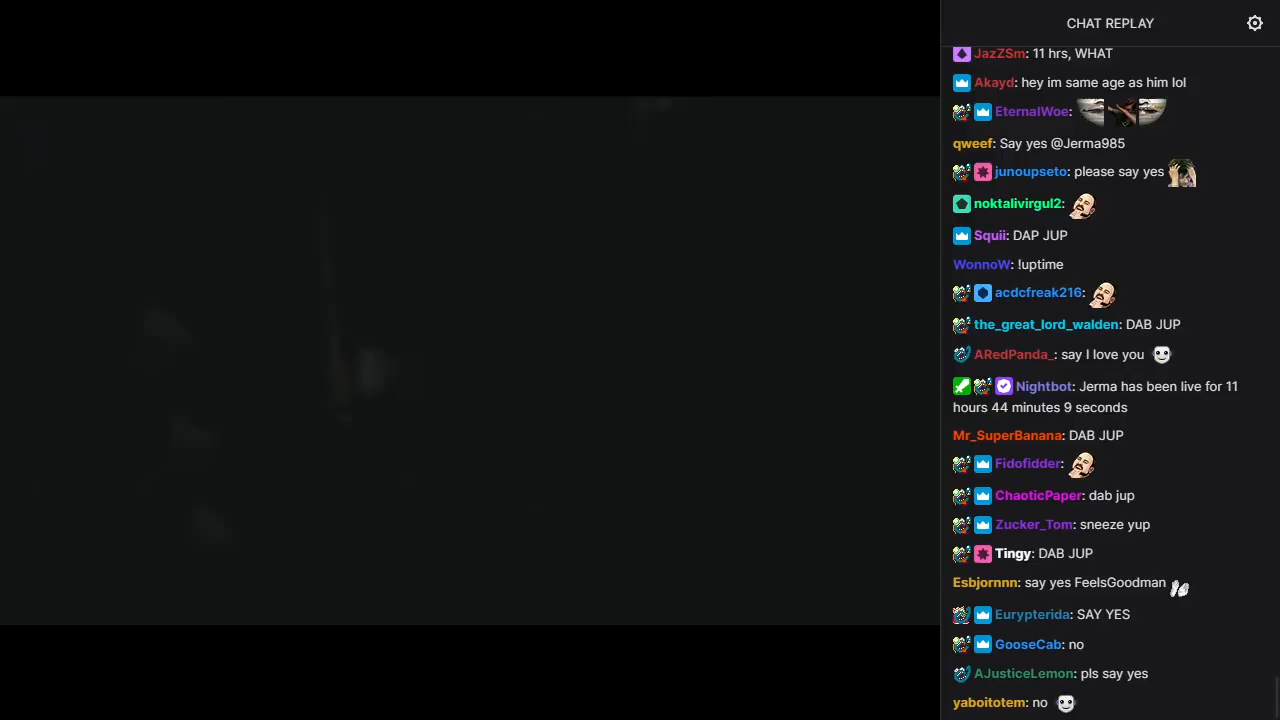 CHAT REPLAY
JazZSm: 11 hrs, WHAT
Akayd: hey im same age as him lol
EternalWoe:
qweef: Say yes @Jerma985
junoupseto: please say yes
noktalivirgul2:
Squii: DAP JUP
WonnoW: !uptime
acdcfreak216:
the_great_lord_walden: DAB JUP
ARedPanda_: say I love you
Nightbot: Jerma has been live for 11
hours 44 minutes 9 seconds
Mr_SuperBanana: DAB JUP
Fidofidder:
ChaoticPaper: dab jup
Zucker_Tom: sneeze yup
Tingy: DAB JUP
Esbjornnn: say yes FeelsGoodman
Eurypterida: SAY YES
GooseCab: no
AJusticeLemon: pls say yes
yaboitotem: no